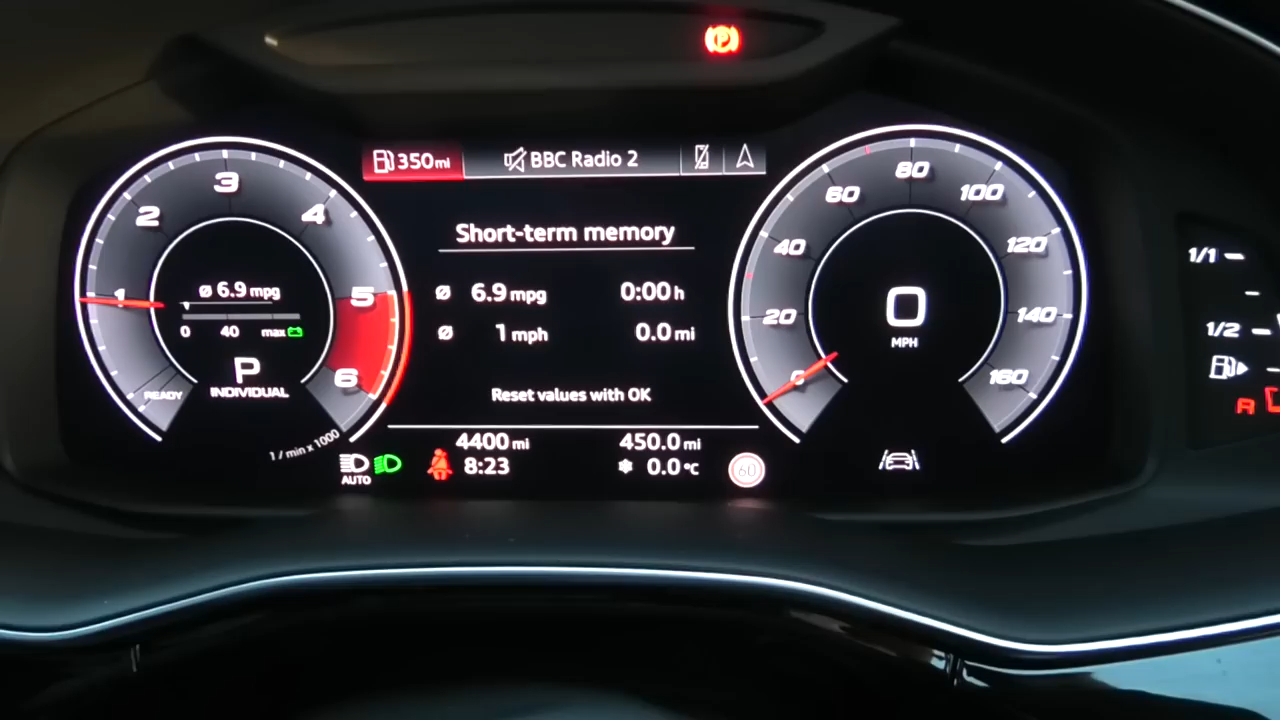 P
350 mi BBC Radio 2
1 2 3 4 5 6
READY
Ø 6.9 mpg
0 40 max
P
INDIVIDUAL
1 / min x 1000
Short-term memory
Ø 6.9 mpg 0:00 h
Ø 1 mph 0.0 mi
Reset values with OK
4400 mi 450.0 mi
AUTO 8:23 0.0 °C 60
0 20 40 60 80 100 120 140 160
0
MPH
1/1
1/2
R